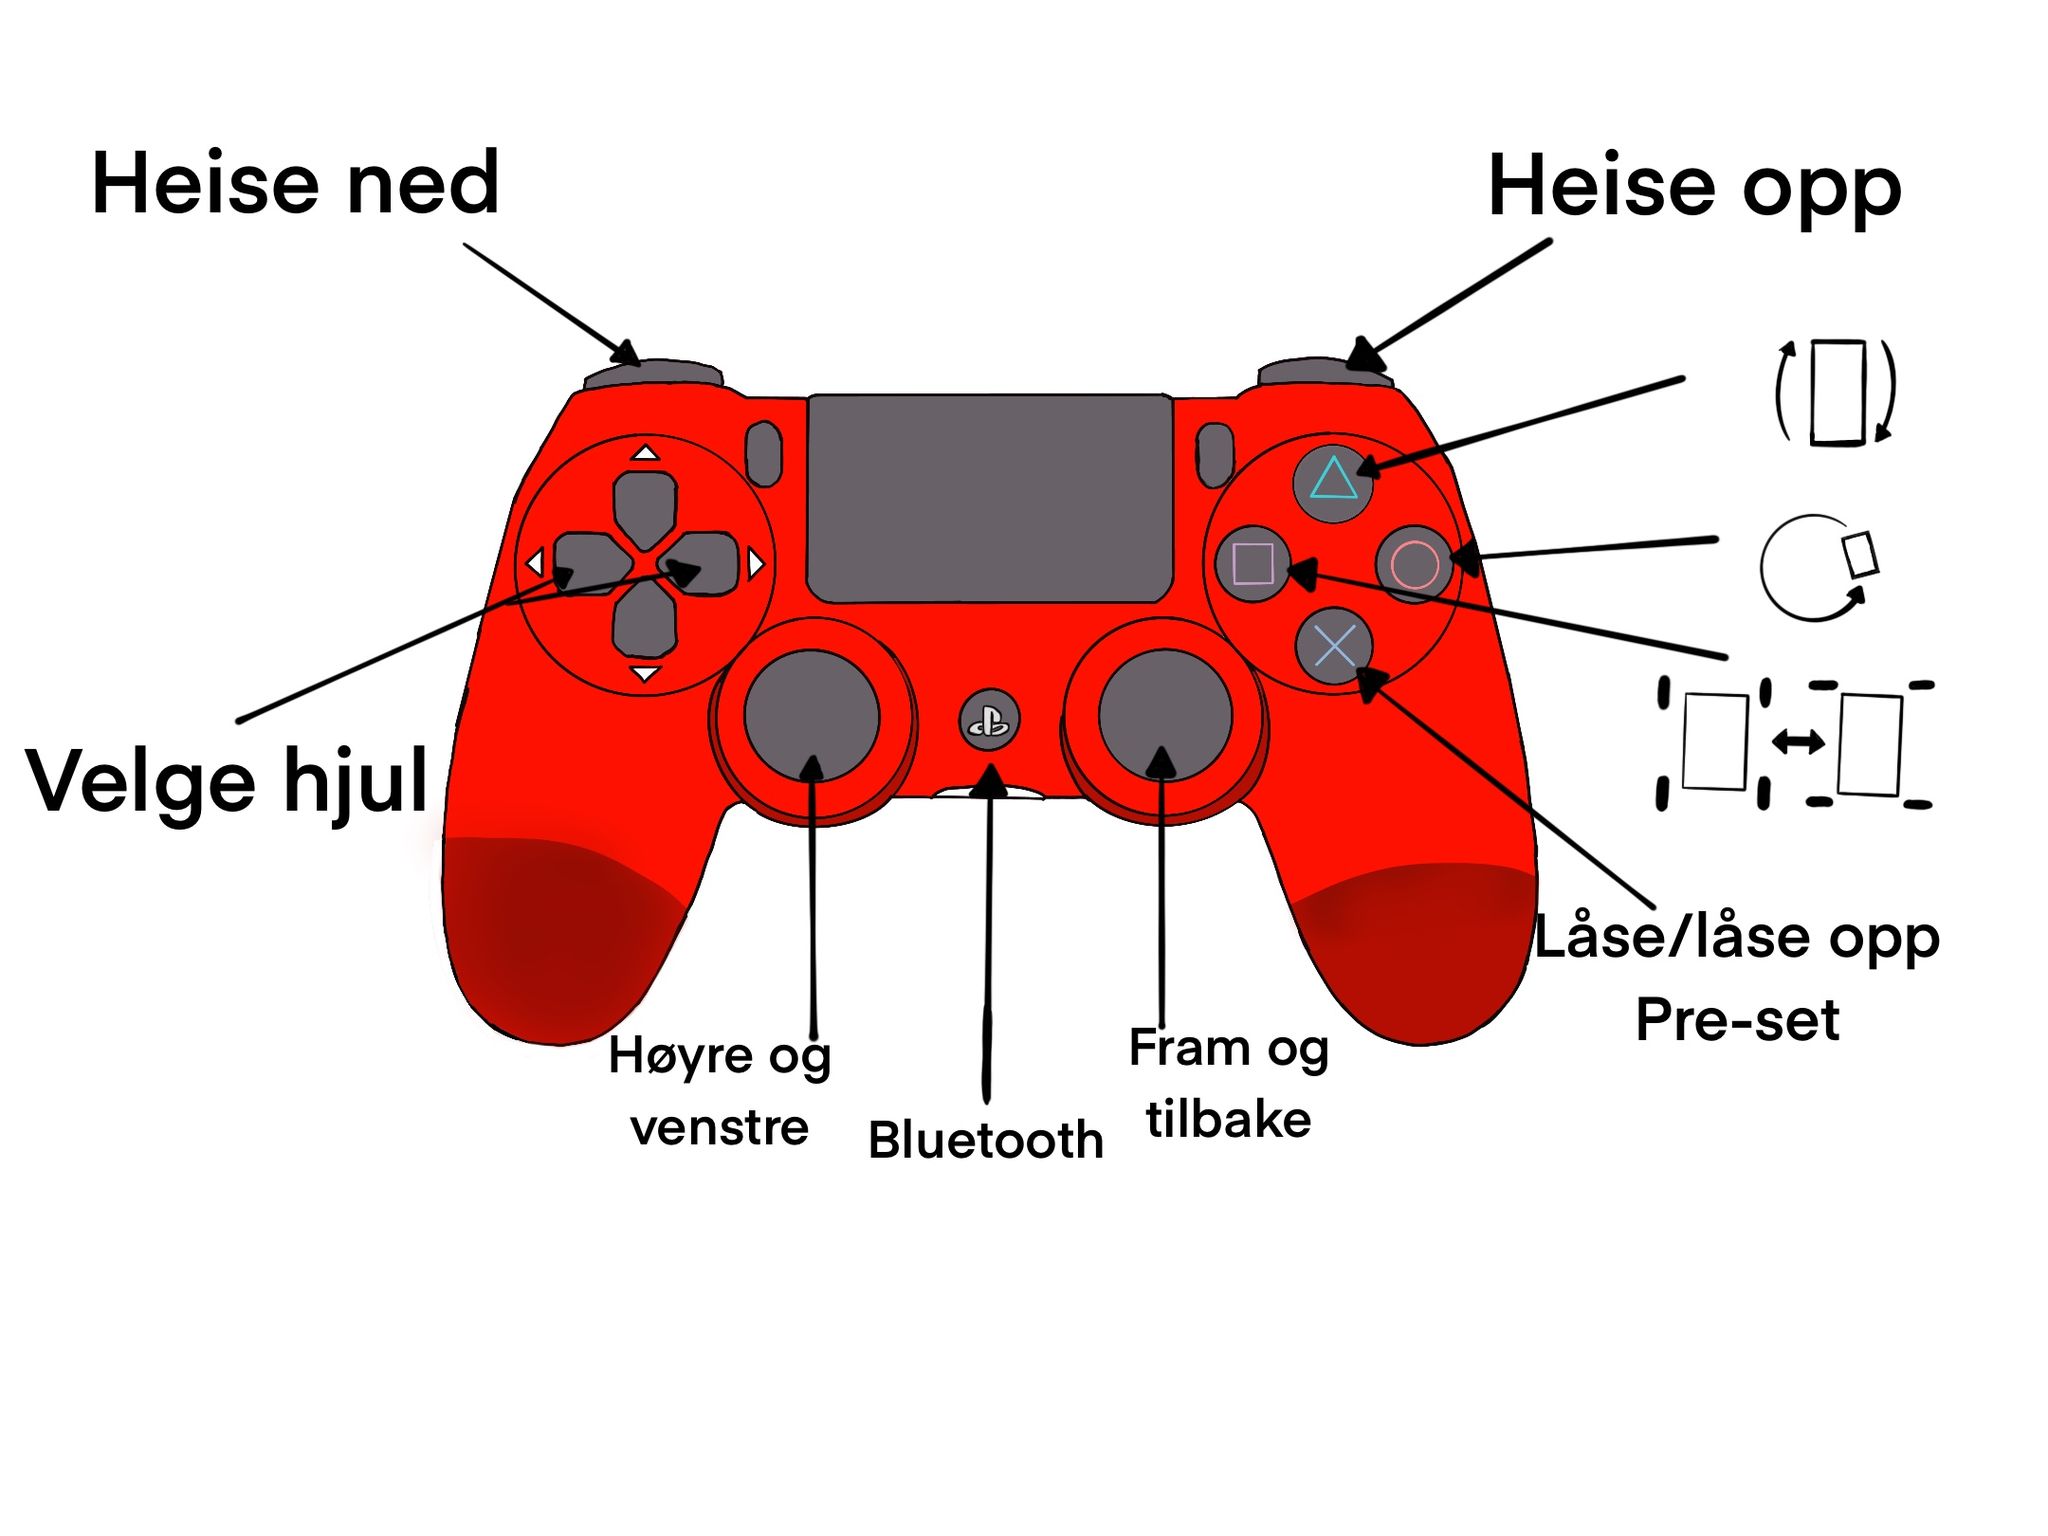 Heise ned
Heise opp
Velge hjul
Låse/låse opp
Pre-set
Høyre og
venstre
Bluetooth
Fram og
tilbake